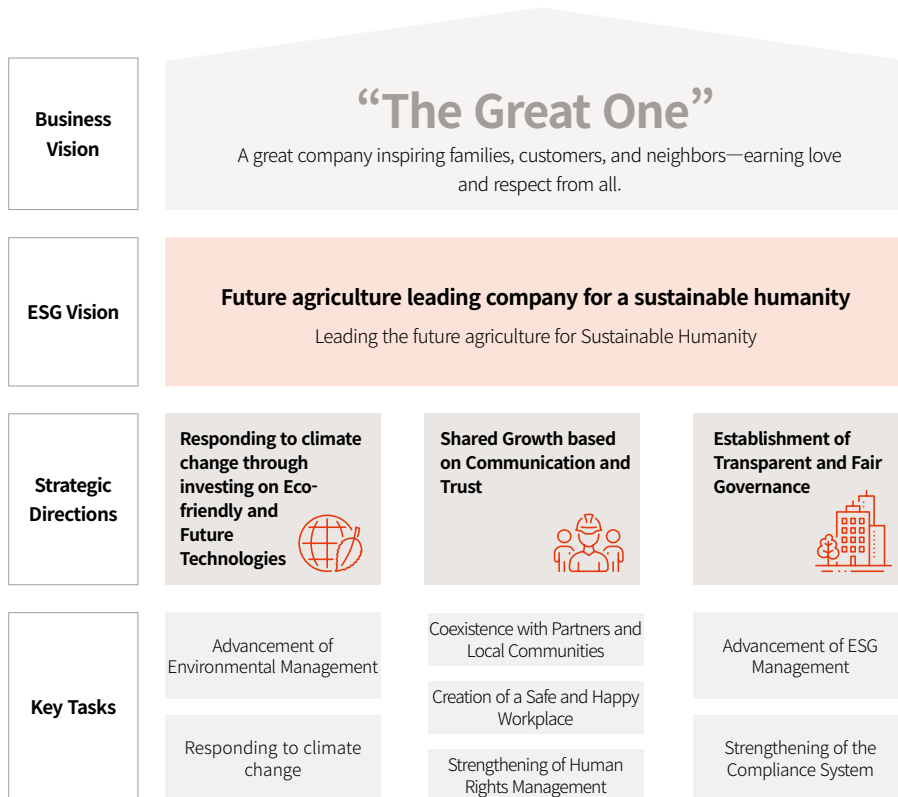 Business
Vision
“The Great One”
A great company inspiring families, customers, and neighbors—earning love
and respect from all.
ESG Vision
Future agriculture leading company for a sustainable humanity
Leading the future agriculture for Sustainable Humanity
Strategic
Directions
Responding to climate
change through
investing on Eco-
friendly and
Future
Technologies
Shared Growth based
on Communication and
Trust
Establishment of
Transparent and Fair
Governance
Key Tasks
Advancement of
Environmental Management
Responding to climate
change
Coexistence with Partners and
Local Communities
Creation of a Safe and Happy
Workplace
Strengthening of Human
Rights Management
Advancement of ESG
Management
Strengthening of the
Compliance System